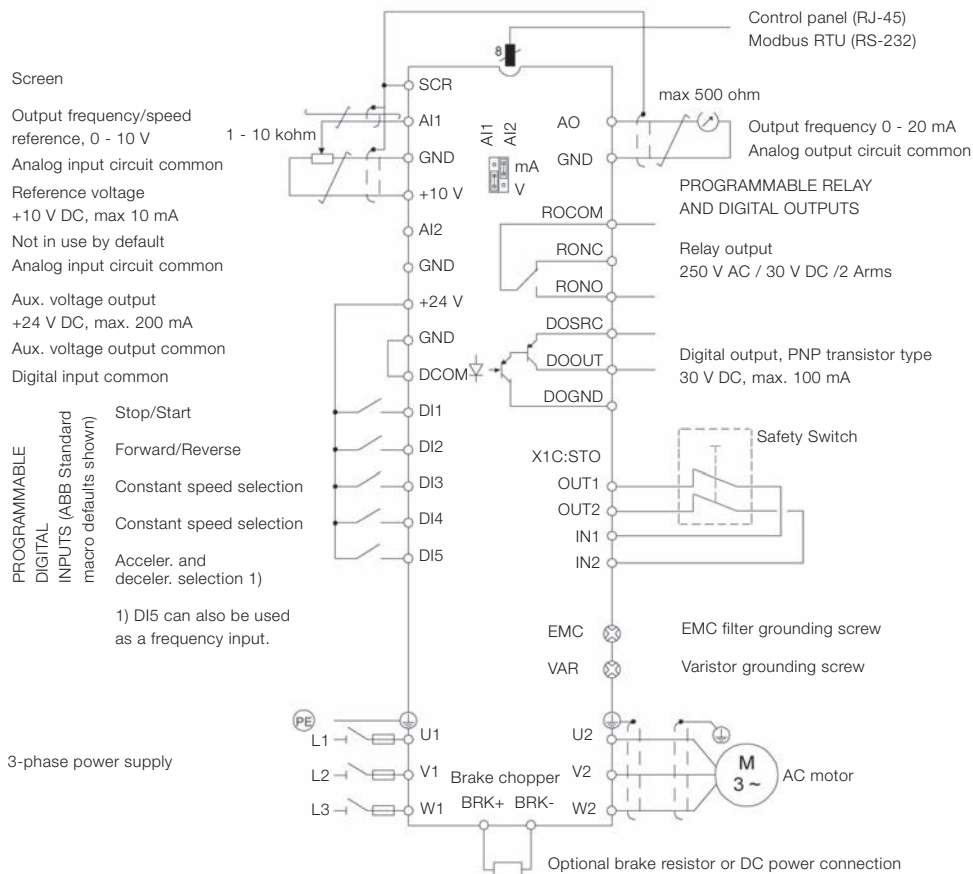 Control panel (RJ-45)
Modbus RTU (RS-232)
8
Screen
SCR
max 500 ohm
Output frequency/speed
reference, 0 - 10 V
1 - 10 kohm
AI1
AI1
AI2
AO
Output frequency 0 - 20 mA
Analog input circuit common
GND
mA
V
GND
Analog output circuit common
Reference voltage
+10 V DC, max 10 mA
+10 V
PROGRAMMABLE RELAY
AND DIGITAL OUTPUTS
Not in use by default
AI2
ROCOM
Analog input circuit common
GND
RONC
Relay output
250 V AC / 30 V DC /2 Arms
Aux. voltage output
+24 V DC, max. 200 mA
+24 V
RONO
Aux. voltage output common
GND
DOSRC
Digital input common
DCOM
DOOUT
Digital output, PNP transistor type
30 V DC, max. 100 mA
DOGND
PROGRAMMABLE
DIGITAL
INPUTS (ABB Standard
macro defaults shown)
Stop/Start
DI1
Forward/Reverse
DI2
Constant speed selection
DI3
Constant speed selection
DI4
Acceler. and
deceler. selection 1)
DI5
1) DI5 can also be used
as a frequency input.
X1C:STO
Safety Switch
OUT1
OUT2
IN1
IN2
EMC
EMC filter grounding screw
VAR
Varistor grounding screw
PE
3-phase power supply
L1
U1
U2
L2
V1
V2
L3
W1
W2
Brake chopper
BRK+ BRK-
M
3 ~
AC motor
Optional brake resistor or DC power connection